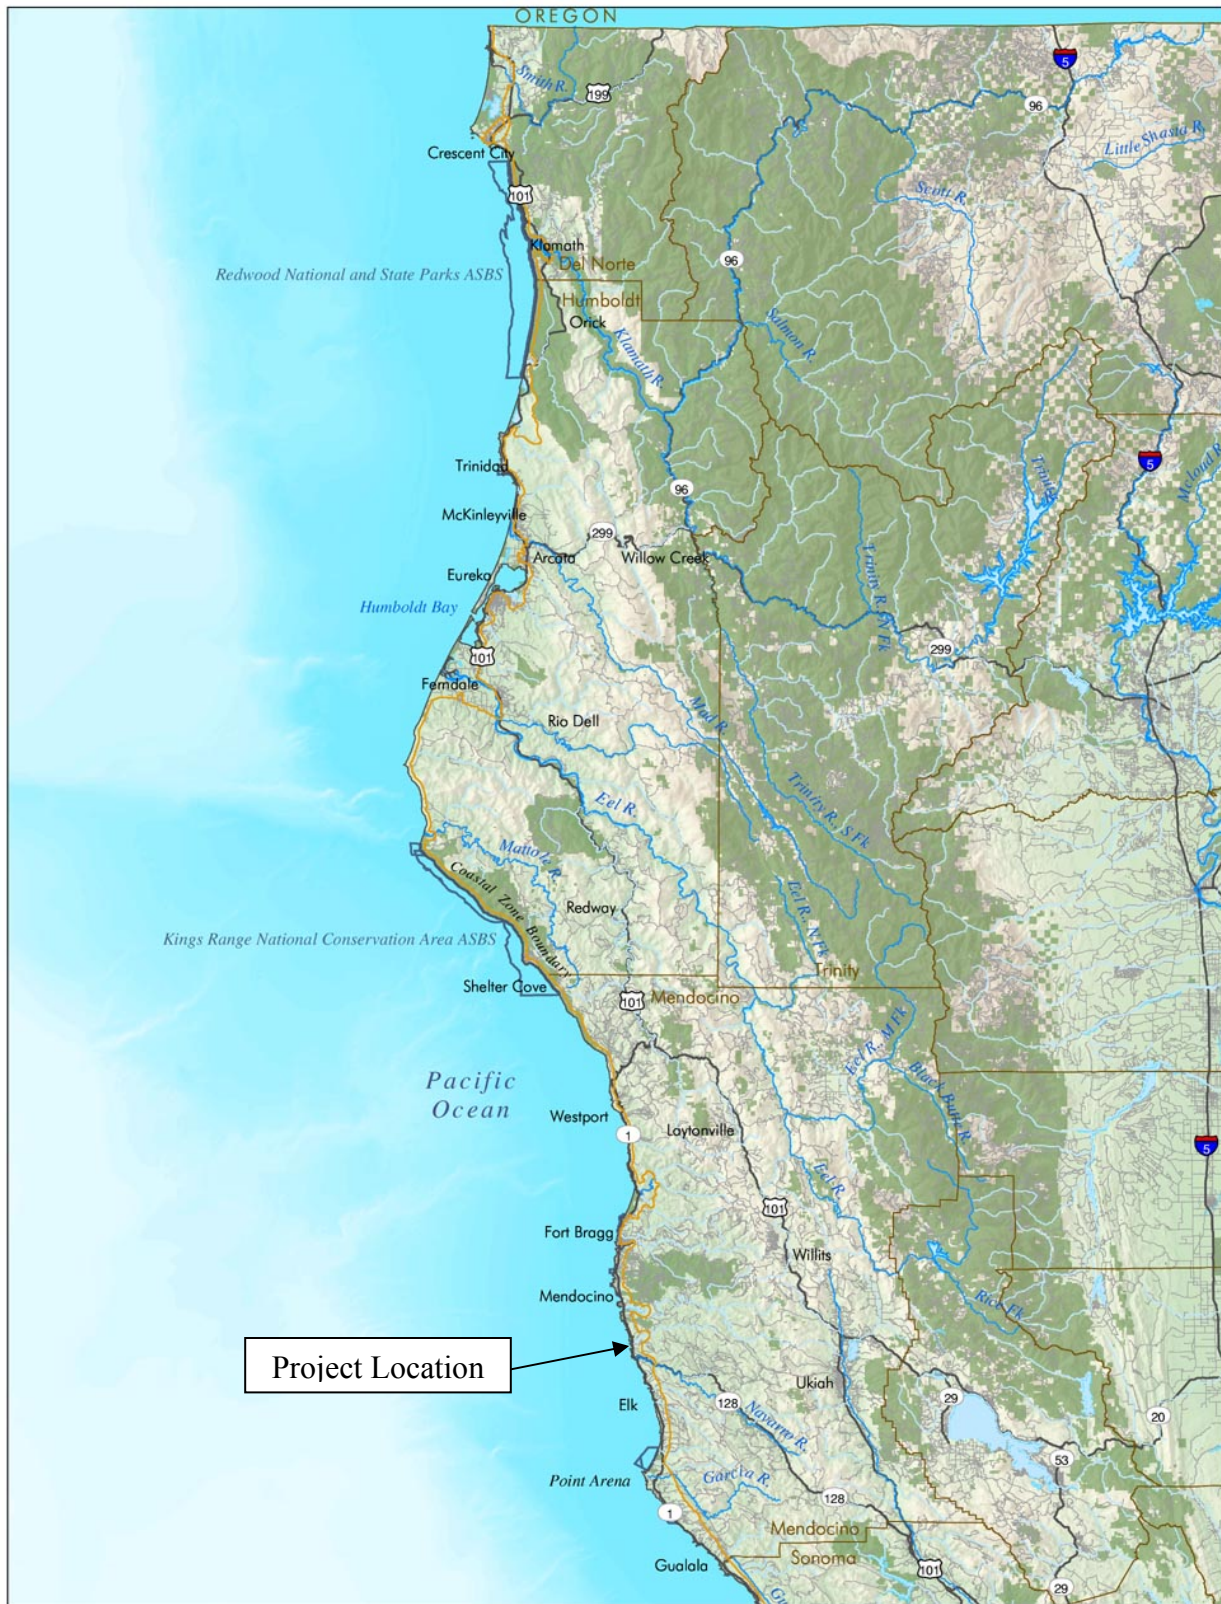 OREGON
Smith R.
199
5
96
Little Shasta R.
Crescent City
Scott R.
101
Klamath
Del Norte
96
Redwood National and State Parks ASBS
Humboldt
Orick
Salmon R.
Klamath R.
Trinidad
Trinity
5
McCloud R.
96
McKinleyville
299
Arcata
Willow Creek
Eureka
Trinity R., N Fk
Humboldt Bay
299
101
Ferndale
Rio Dell
Mad R.
Eel R.
Trinity R., S Fk
Mattole R.
Coastal Zone Boundary
Redway
Eel R., N Fk
Kings Range National Conservation Area ASBS
Trinity
Shelter Cove
101
Mendocino
Eel R., M Fk
Pacific
Ocean
Black Butte R.
Westport
1
Laytonville
5
Eel R.
101
Fort Bragg
Willits
Mendocino
Rice Fk
Project Location
Ukiah
Elk
128
29
20
Navarro R.
53
Point Arena
Garcia R.
128
1
Mendocino
Sonoma
Gualala
101
29